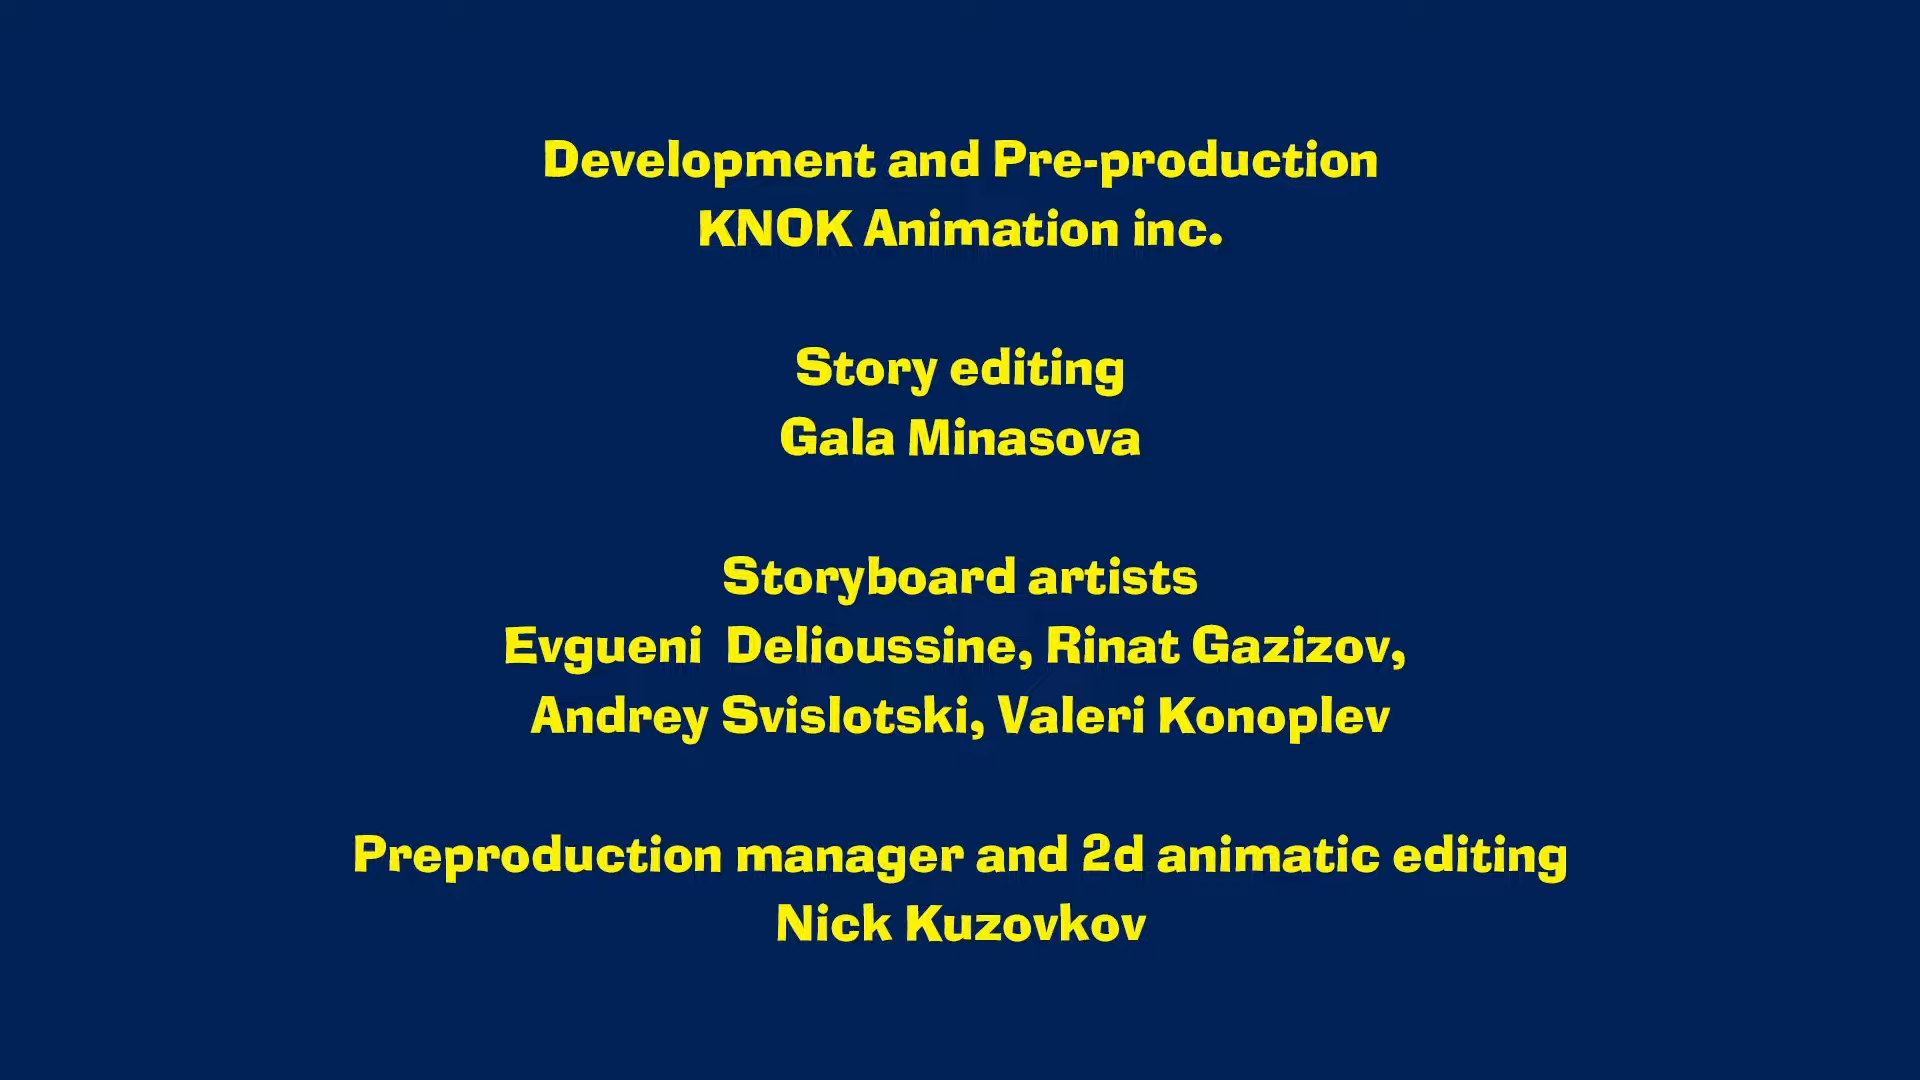 Development and Pre-production
KNOK Animation inc.
Story editing
Gala Minasova
Storyboard artists
Evgueni  Delioussine, Rinat Gazizov,
Andrey Svislotski, Valeri Konoplev
Preproduction manager and 2d animatic editing
Nick Kuzovkov